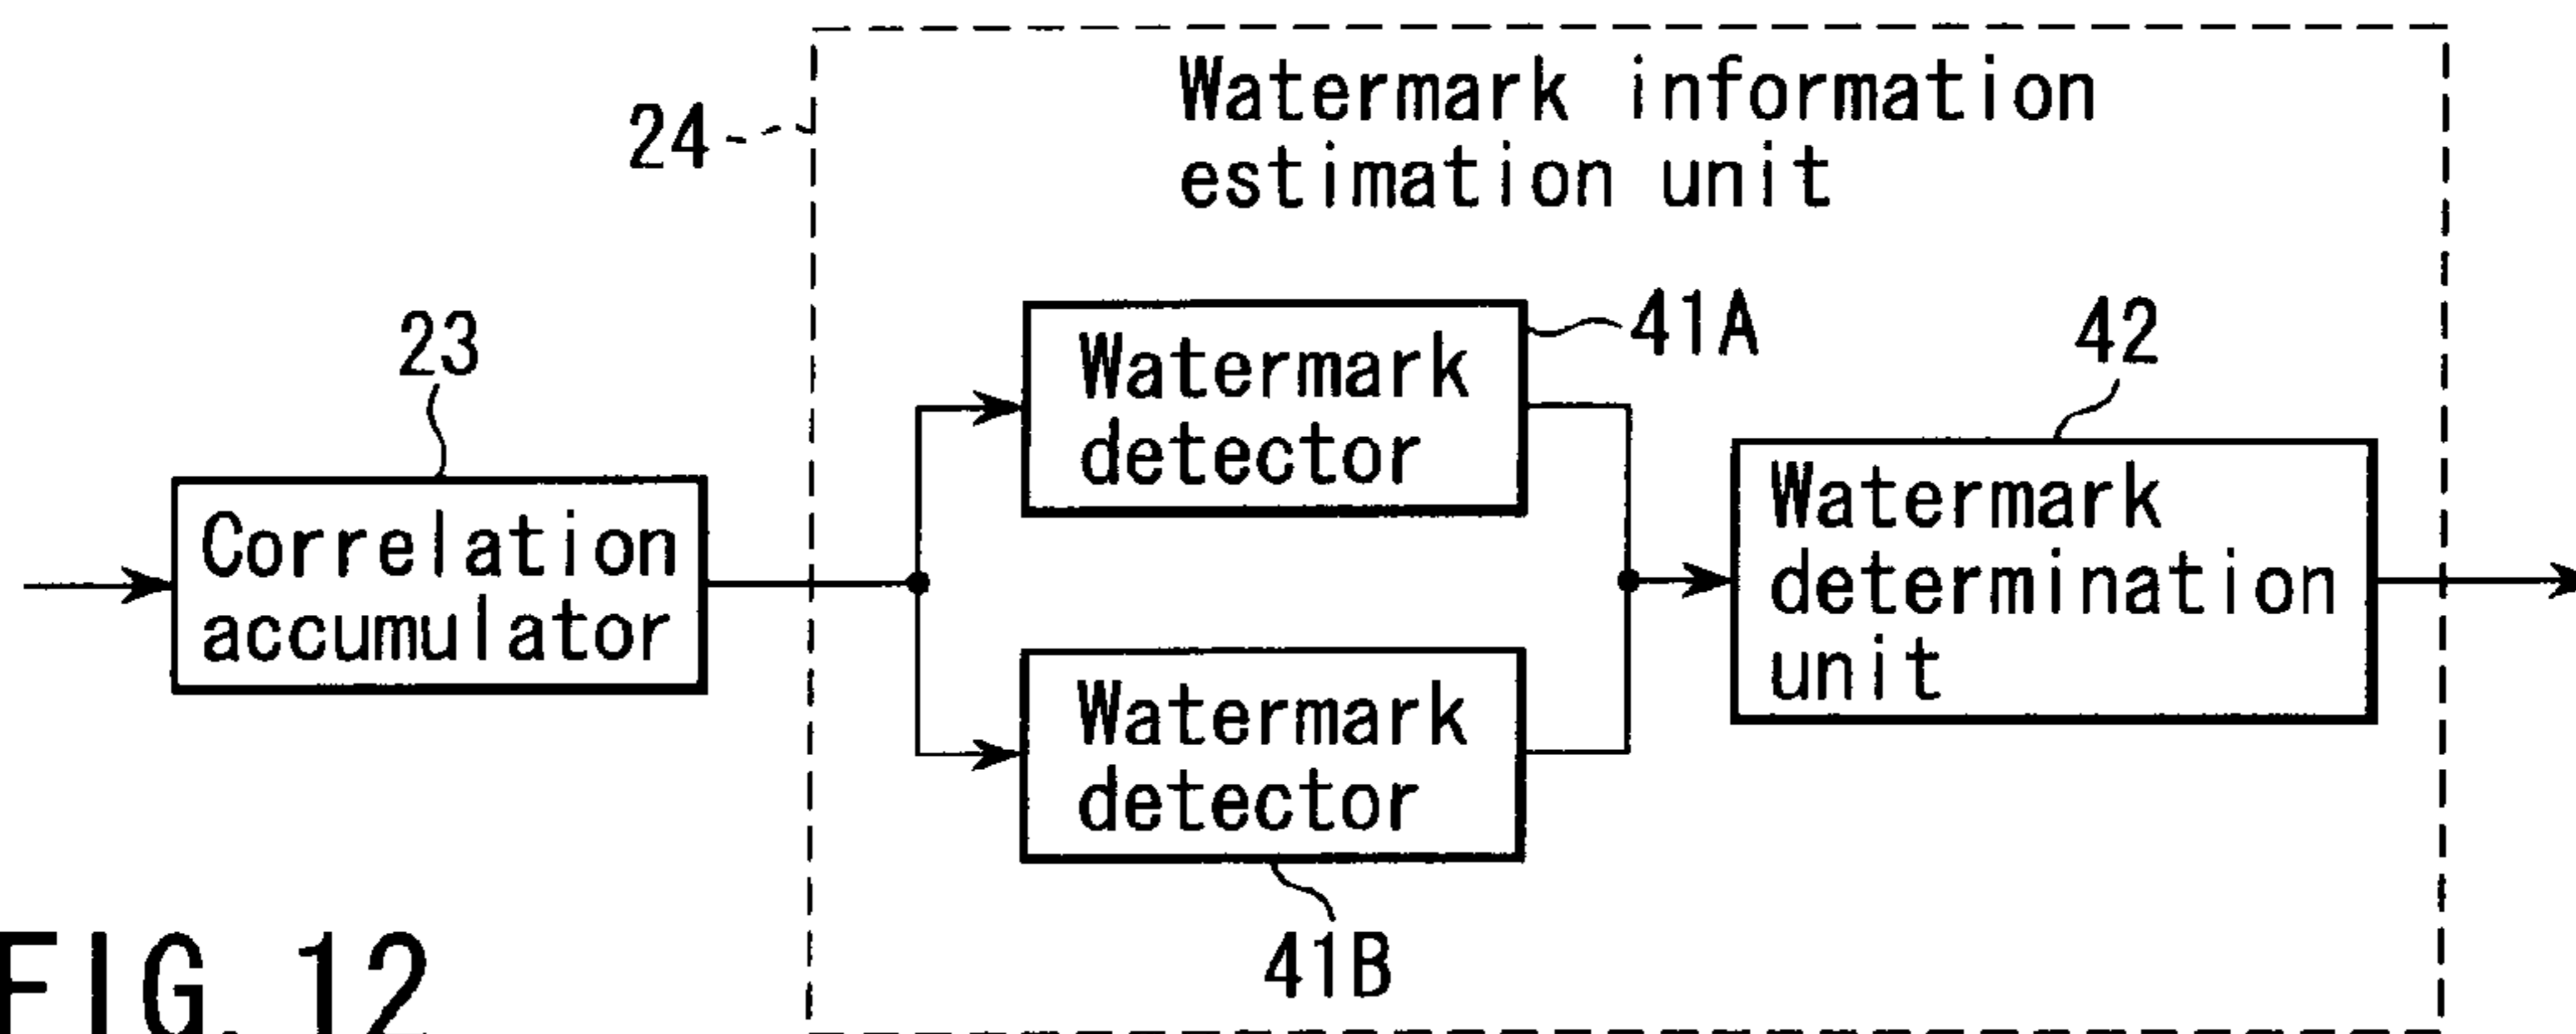 Watermark information
estimation unit
24
23
Correlation
accumulator
41A
Watermark
detector
42
Watermark
determination
unit
Watermark
detector
41B
FIG. 12